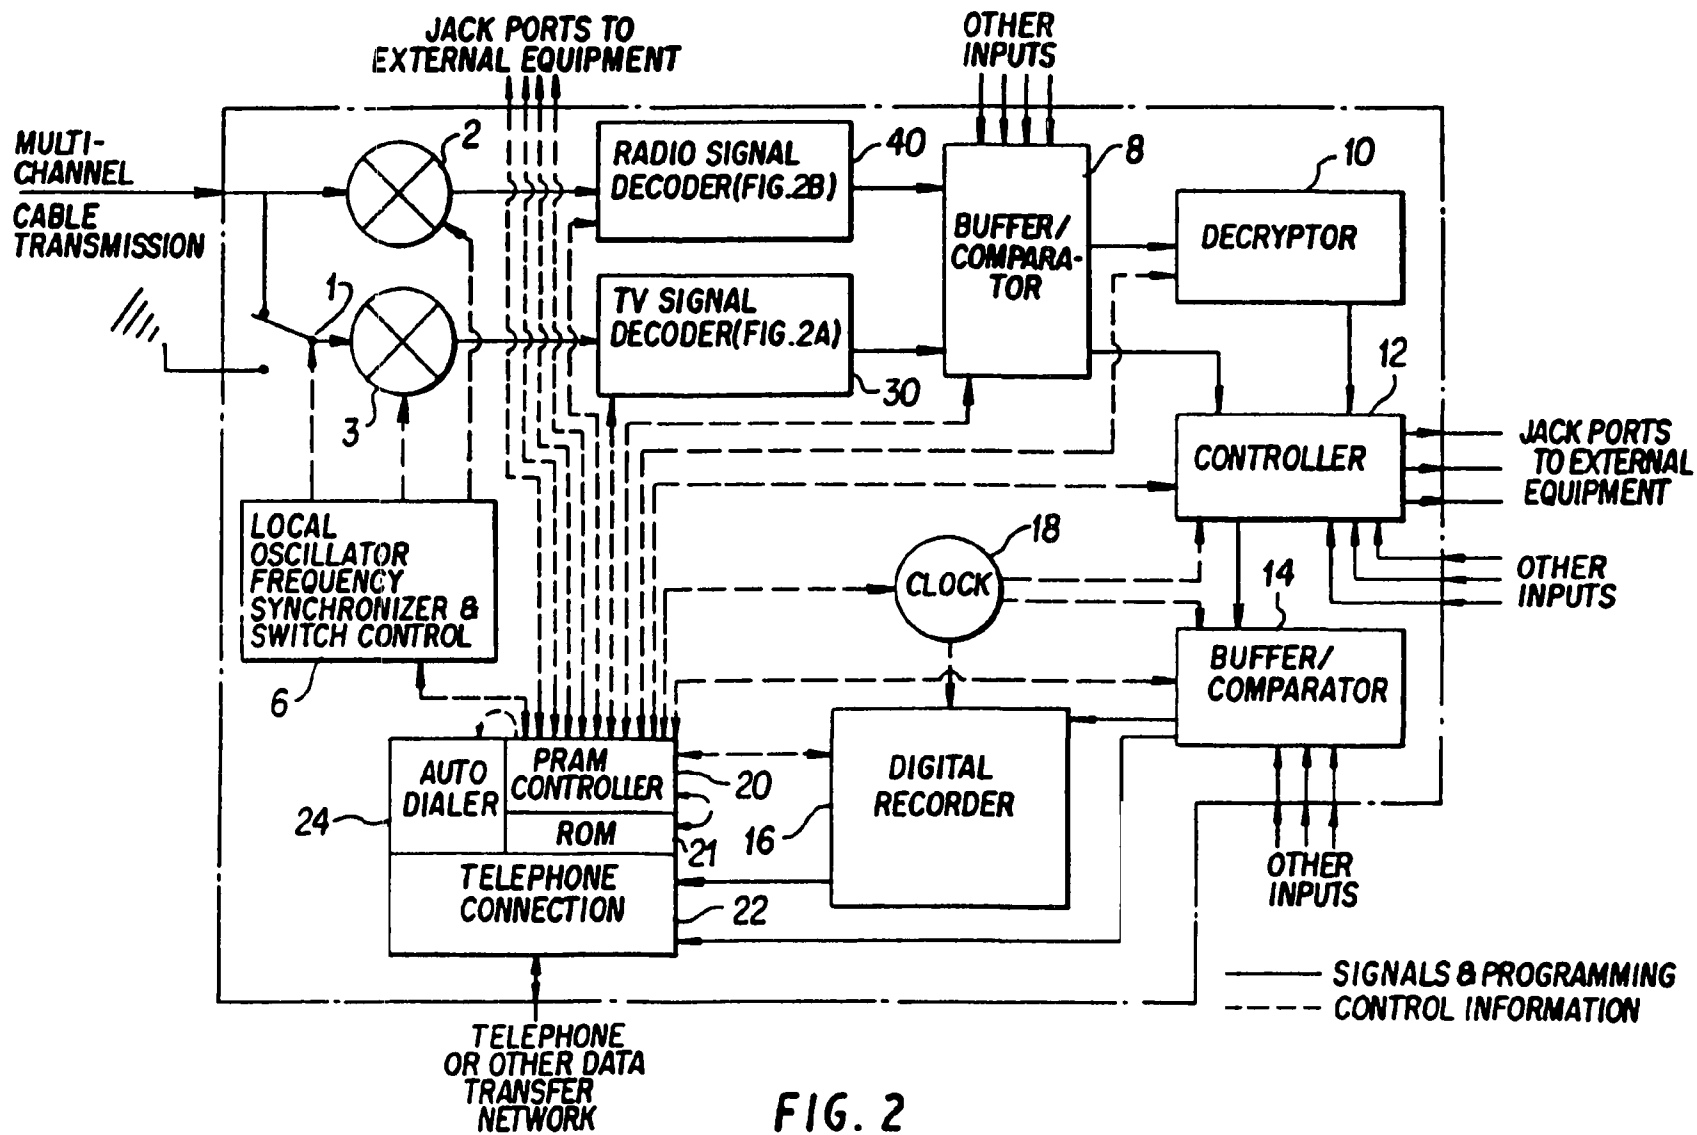 JACK PORTS TO
EXTERNAL EQUIPMENT
OTHER
INPUTS
MULTI-
CHANNEL
CABLE
TRANSMISSION
2
RADIO SIGNAL
DECODER(FIG.2B)
40
BUFFER/
COMPARA-
TOR
8
10
DECRYPTOR
1
3
TV SIGNAL
DECODER(FIG.2A)
30
12
CONTROLLER
JACK PORTS
TO EXTERNAL
EQUIPMENT
LOCAL
OSCILLATOR
FREQUENCY
SYNCHRONIZER &
SWITCH CONTROL
6
CLOCK
18
OTHER
INPUTS
14
BUFFER/
COMPARATOR
AUTO
DIALER
24
PRAM
CONTROLLER
20
ROM
21
TELEPHONE
CONNECTION
22
DIGITAL
RECORDER
16
OTHER
INPUTS
SIGNALS & PROGRAMMING
CONTROL INFORMATION
TELEPHONE
OR OTHER DATA
TRANSFER
NETWORK
FIG. 2